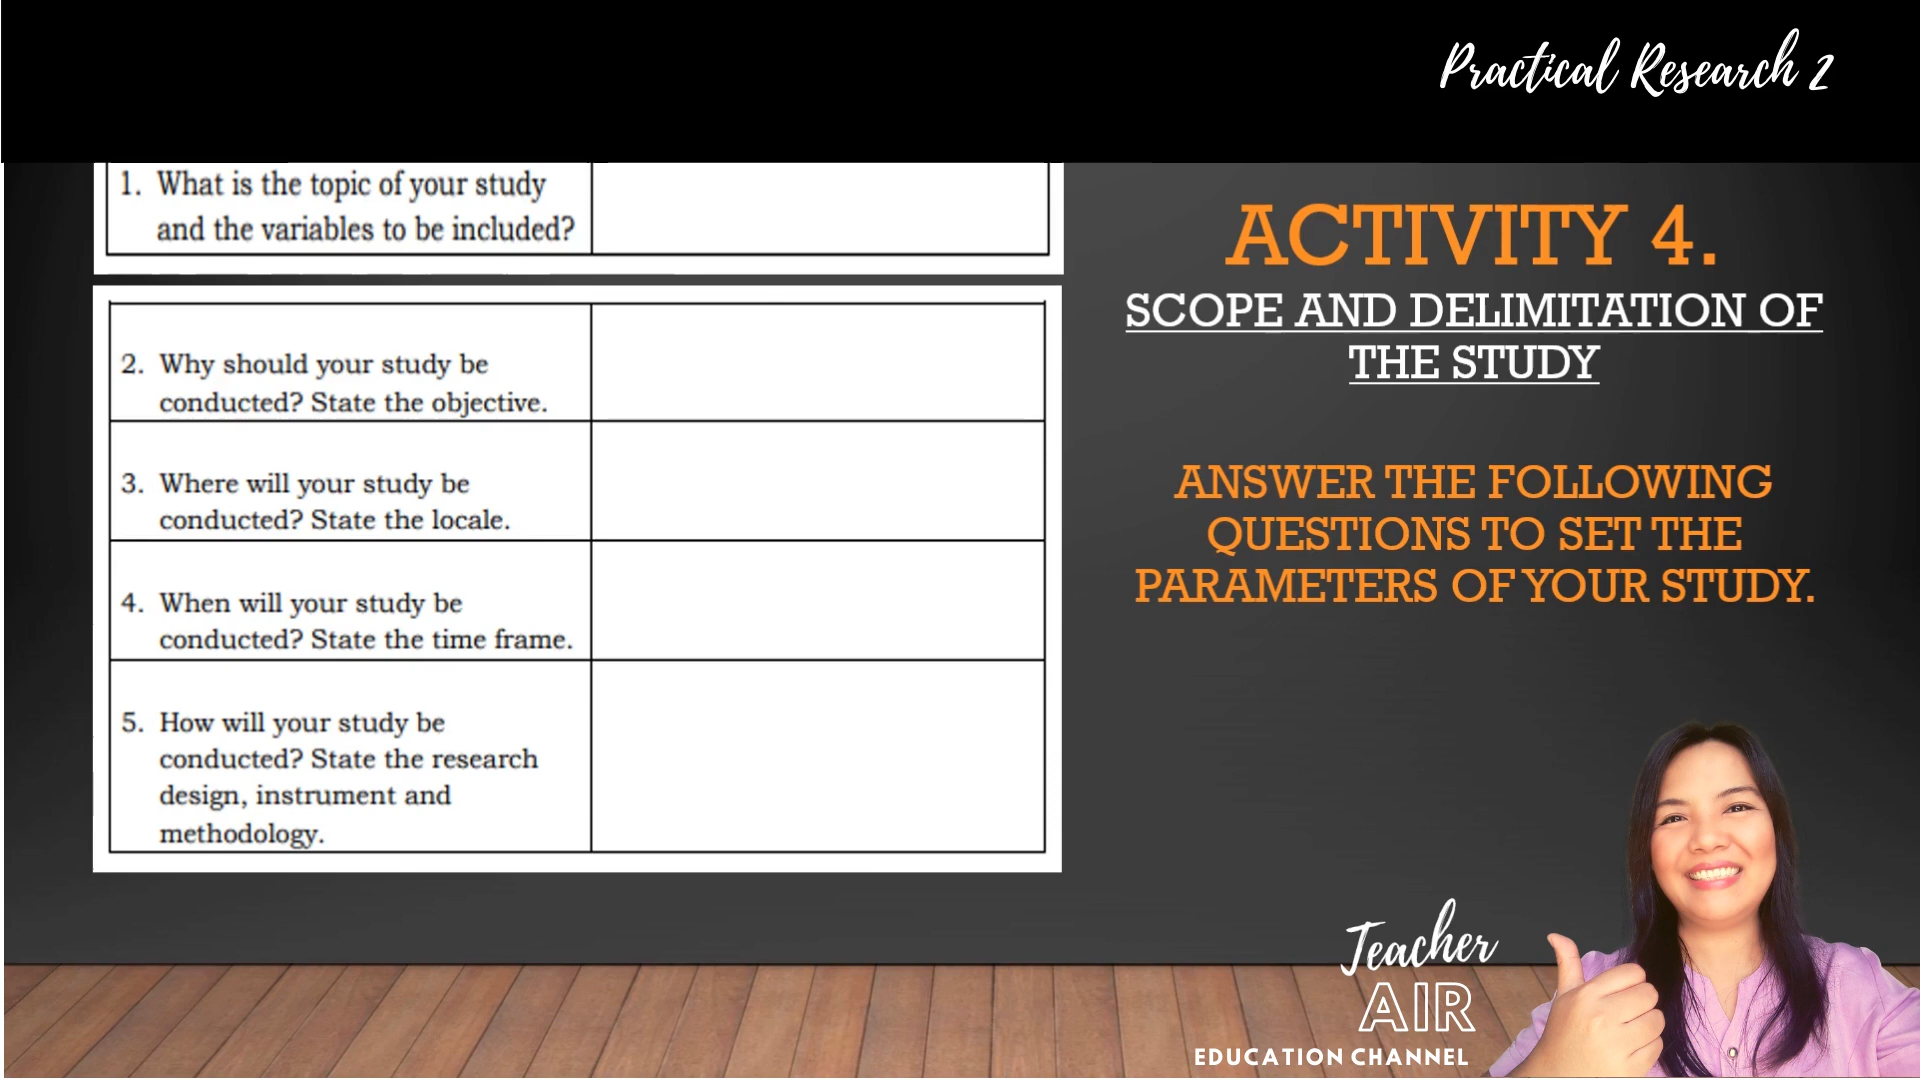 Practical Research 2
1. What is the topic of your study
and the variables to be included?
2. Why should your study be
conducted? State the objective.
3. Where will your study be
conducted? State the locale.
4. When will your study be
conducted? State the time frame.
5. How will your study be
conducted? State the research
design, instrument and
methodology.
ACTIVITY 4.
SCOPE AND DELIMITATION OF
THE STUDY
ANSWER THE FOLLOWING
QUESTIONS TO SET THE
PARAMETERS OF YOUR STUDY.
Teacher
AIR
EDUCATION CHANNEL